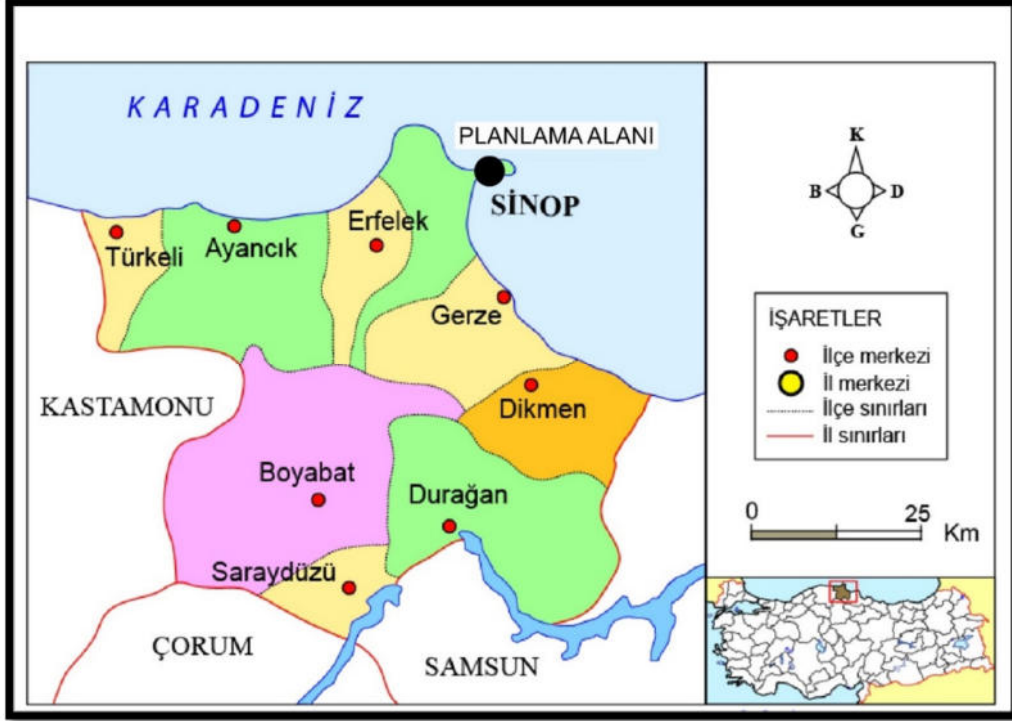 KARADENİZ
PLANLAMA ALANI
SİNOP
Erfelek
Türkeli
Ayancık
Gerze
KASTAMONU
Dikmen
Boyabat
Durağan
Saraydüzü
ÇORUM
SAMSUN
K
B D
G
İŞARETLER
İlçe merkezi
İl merkezi
İlçe sınırları
İl sınırları
0 25
Km